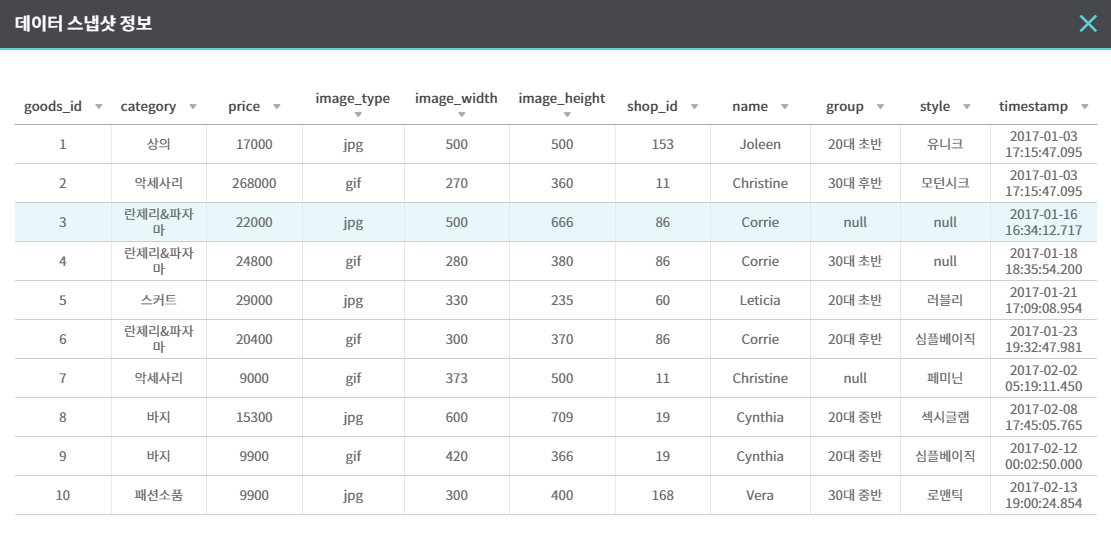 데이터 스냅샷 정보
goods_id category price image_type image_width image_height shop_id name group style timestamp
1 상의 17000 jpg 500 500 153 Joleen 20대 초반 유니크 2017-01-03 17:15:47.095
2 악세사리 268000 gif 270 360 11 Christine 30대 후반 모던시크 2017-01-03 17:15:47.095
3 란제리&파자마 22000 jpg 500 666 86 Corrie null null 2017-01-16 16:34:12.717
4 란제리&파자마 24800 gif 280 380 86 Corrie 30대 초반 null 2017-01-18 18:35:54.200
5 스커트 29000 jpg 330 235 60 Leticia 20대 초반 러블리 2017-01-21 17:09:08.954
6 란제리&파자마 20400 gif 300 370 86 Corrie 20대 후반 심플베이직 2017-01-23 19:32:47.981
7 악세사리 9000 gif 373 500 11 Christine null 페미닌 2017-02-02 05:19:11.450
8 바지 15300 jpg 600 709 19 Cynthia 20대 중반 섹시글램 2017-02-08 17:45:05.765
9 바지 9900 gif 420 366 19 Cynthia 20대 중반 심플베이직 2017-02-12 00:02:50.000
10 패션소품 9900 jpg 300 400 168 Vera 30대 중반 로맨틱 2017-02-13 19:00:24.854